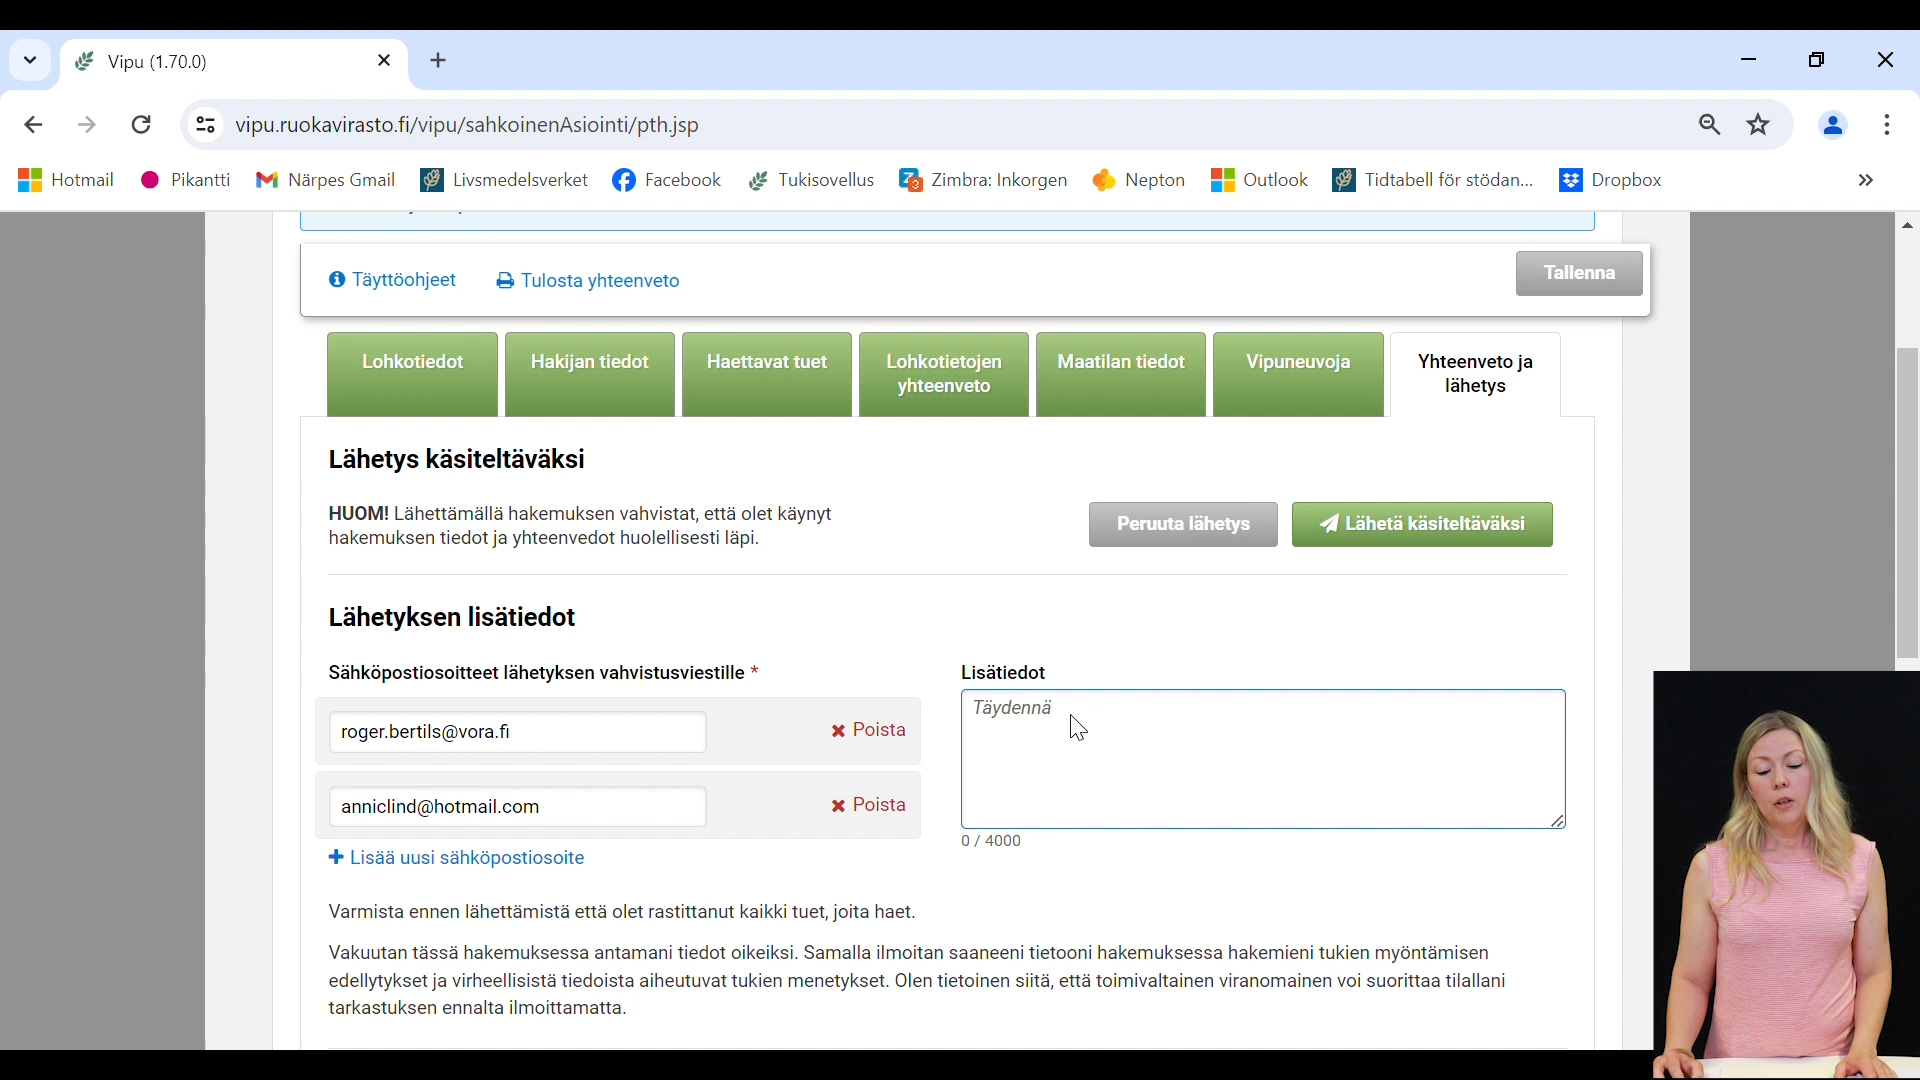 Vipu (1.70.0)
vipu.ruokavirasto.fi/vipu/sahkoinenAsiointi/pth.jsp
Hotmail Pikantti Närpes Gmail Livsmedelsverket Facebook Tukisovellus Zimbra: Inkorgen Nepton Outlook Tidtabell för stödan... Dropbox
Täyttöohjeet Tulosta yhteenveto Tallenna
Lohkotiedot
Hakijan tiedot
Haettavat tuet
Lohkotietojen
yhteenveto
Maatilan tiedot
Vipuneuvoja
Yhteenveto ja
lähetys
Lähetys käsiteltäväksi
HUOM! Lähettämällä hakemuksen vahvistat, että olet käynyt
hakemuksen tiedot ja yhteenvedot huolellisesti läpi.
Peruuta lähetys
Lähetä käsiteltäväksi
Lähetyksen lisätiedot
Sähköpostiosoitteet lähetyksen vahvistusviestille *
roger.bertils@vora.fi Poista
anniclind@hotmail.com Poista
Lisää uusi sähköpostiosoite
Lisätiedot
Täydennä
0 / 4000
Varmista ennen lähettämistä että olet rastittanut kaikki tuet, joita haet.
Vakuutan tässä hakemuksessa antamani tiedot oikeiksi. Samalla ilmoitan saaneeni tietooni hakemuksessa hakemieni tukien myöntämisen
edellytykset ja virheellisistä tiedoista aiheutuvat tukien menetykset. Olen tietoinen siitä, että toimivaltainen viranomainen voi suorittaa tilallani
tarkastuksen ennalta ilmoittamatta.